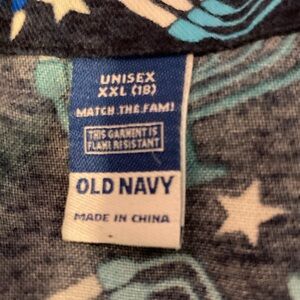 UNISEX
XXL (18)
MATCH THE FAM!
THIS GARMENT IS
FLAME RESISTANT
OLD NAVY
MADE IN CHINA